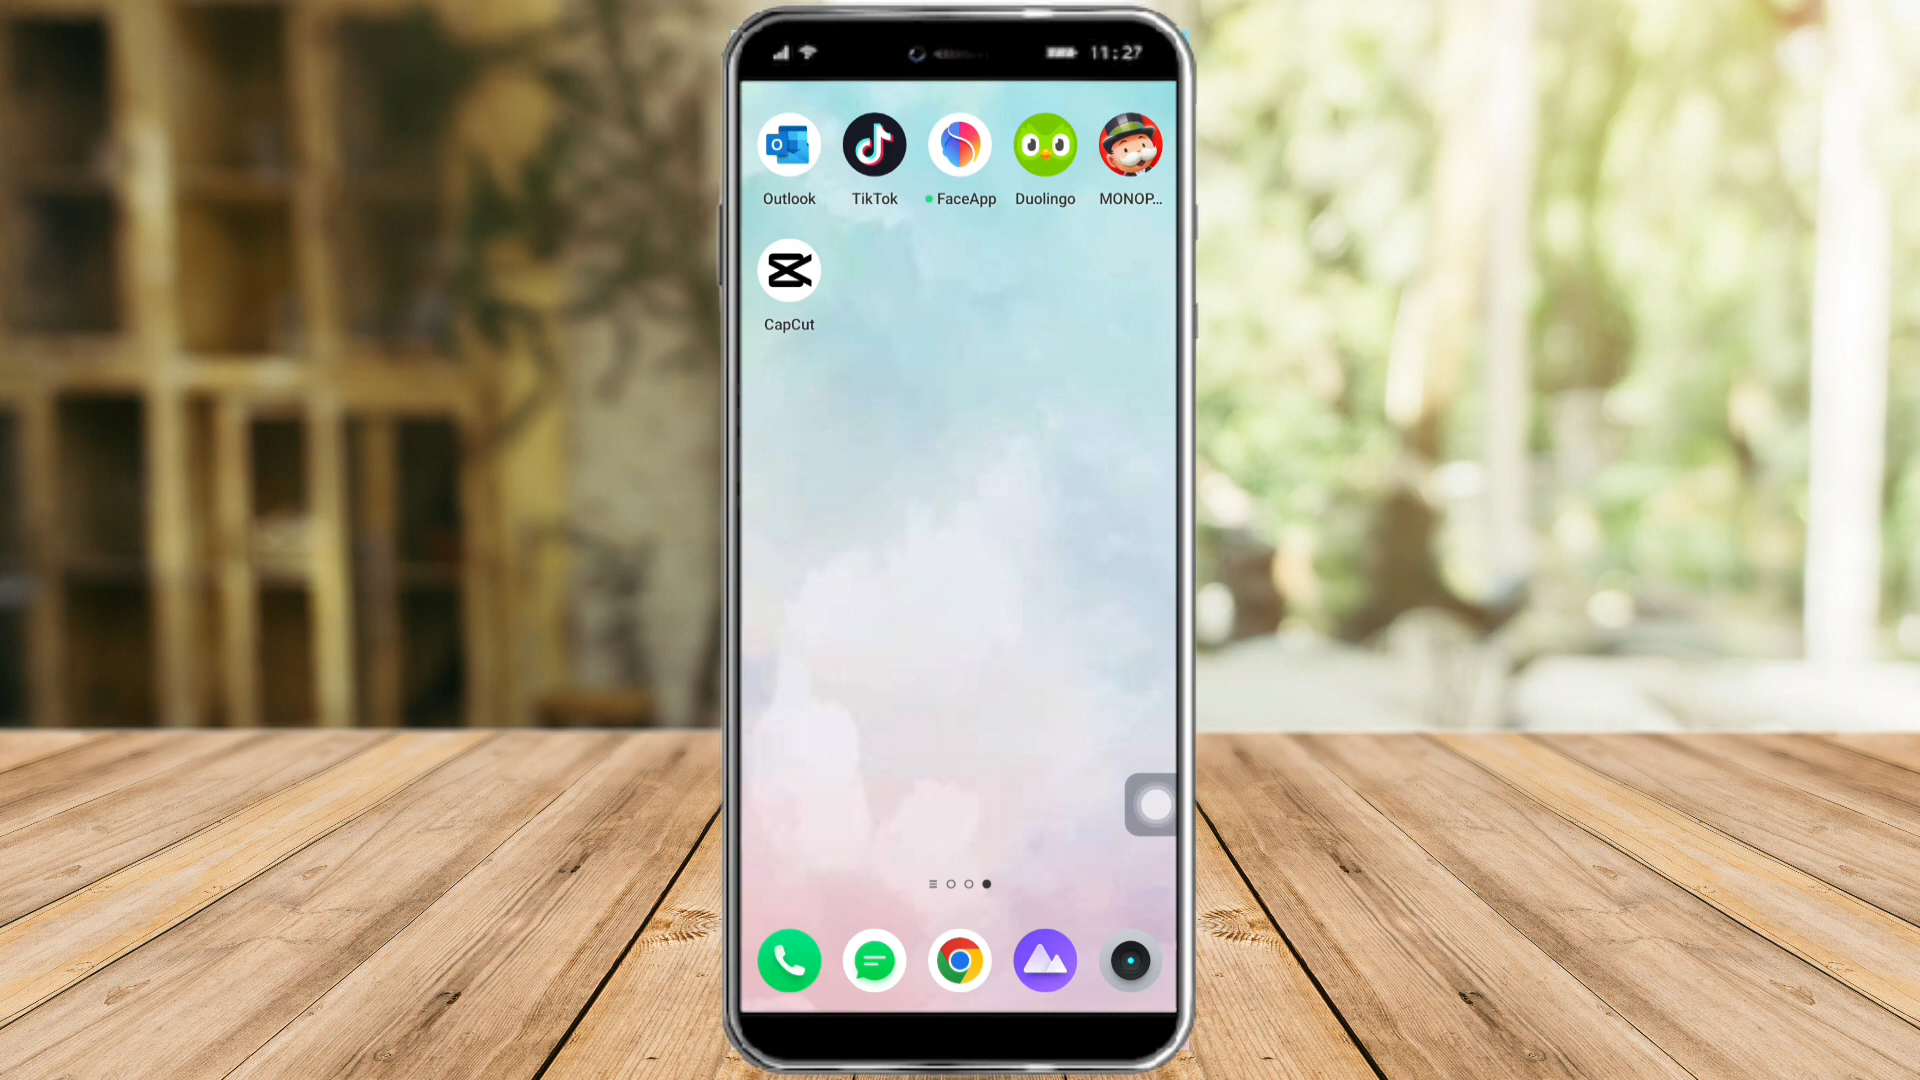 11:27
Outlook
TikTok
FaceApp
Duolingo
MONOP...
CapCut